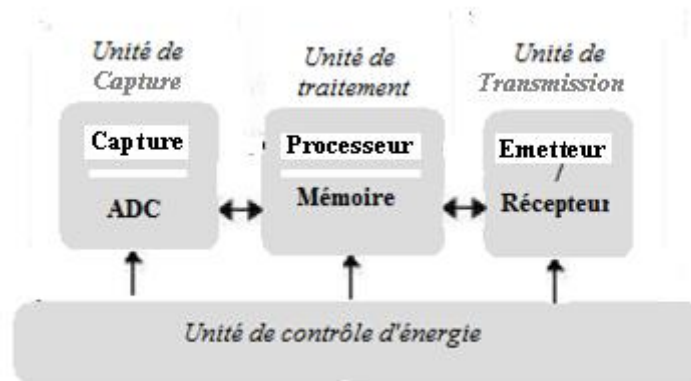 Unité de
Capture
Unité de
traitement
Unité de
Transmission
Capture
ADC
Processeur
Mémoire
Emetteur
/
Récepteur
Unité de contrôle d'énergie